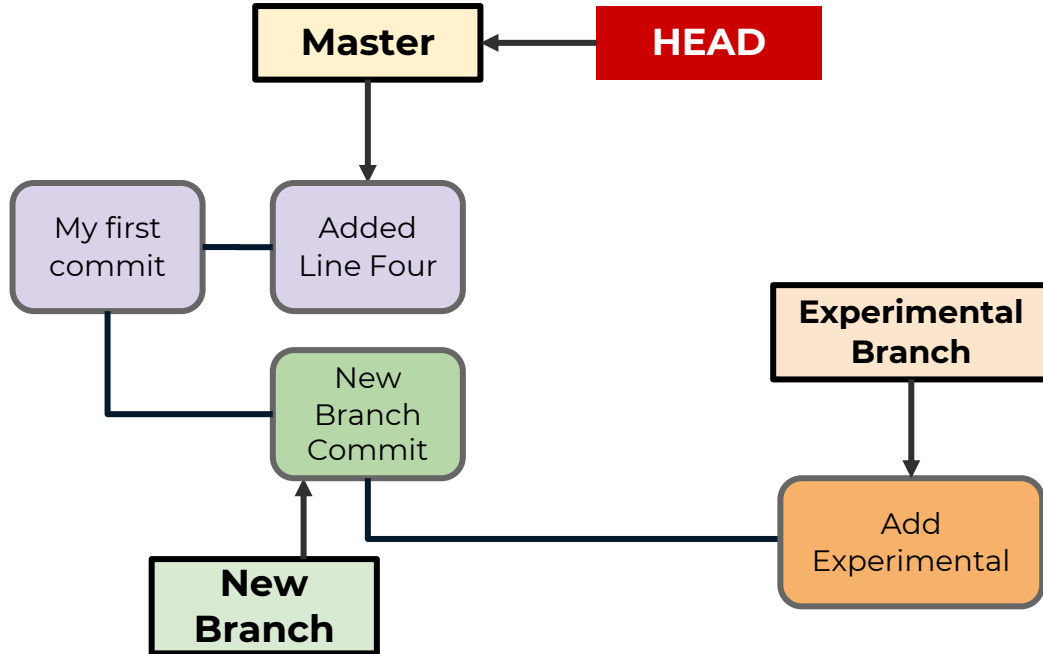 Master
HEAD
My first
commit
Added
Line Four
Experimental
Branch
New
Branch
Commit
Add
Experimental
New
Branch